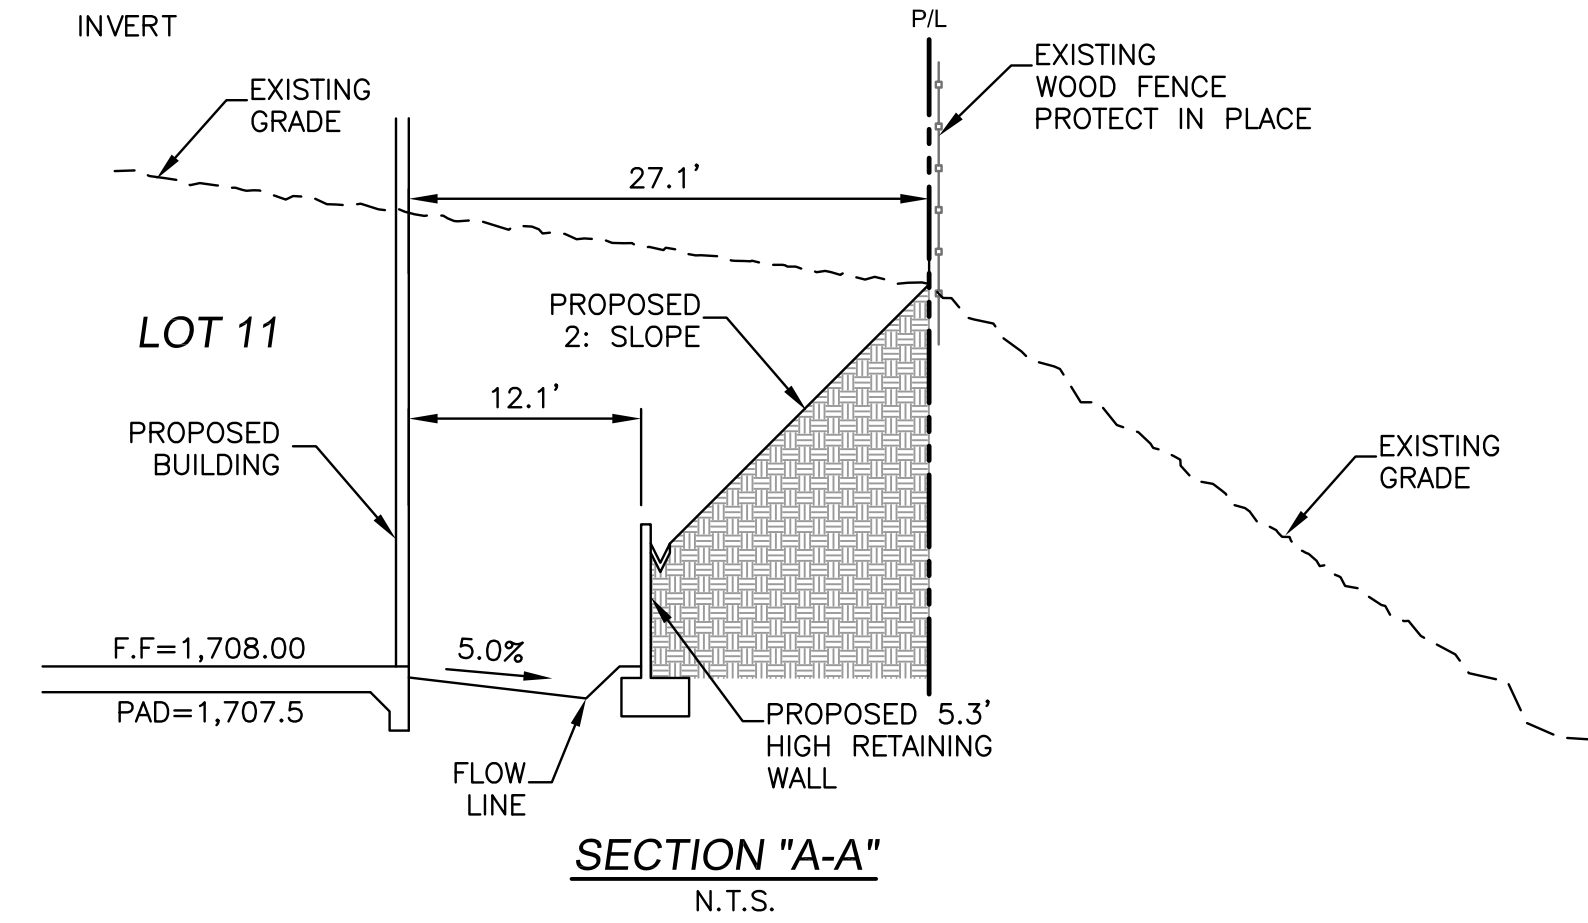 INVERT
P/L
EXISTING
WOOD FENCE
PROTECT IN PLACE
EXISTING
GRADE
27.1'
PROPOSED
2: SLOPE
LOT 11
12.1'
PROPOSED
BUILDING
EXISTING
GRADE
F.F=1,708.00
5.0%
PAD=1,707.5
PROPOSED 5.3'
HIGH RETAINING
WALL
FLOW
LINE
SECTION "A-A"
N.T.S.